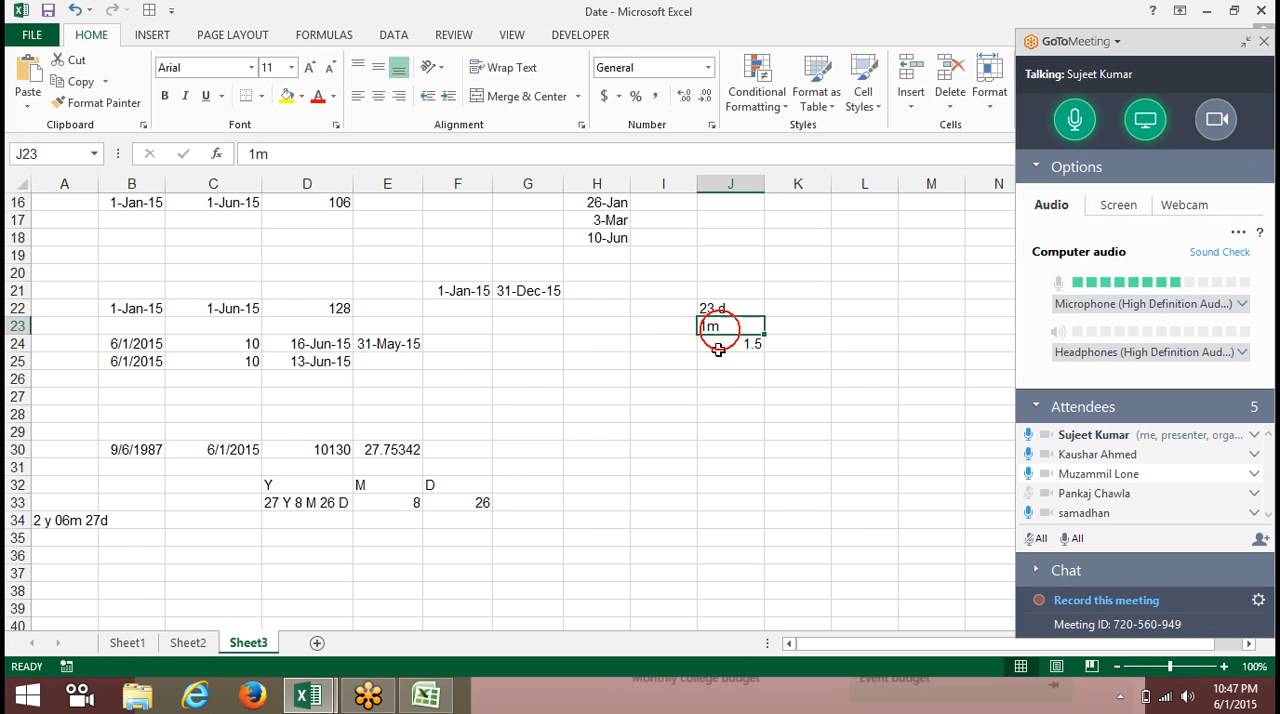 Date - Microsoft Excel
FILE HOME INSERT PAGE LAYOUT FORMULAS DATA REVIEW VIEW DEVELOPER
Paste
Cut
Copy
Format Painter
Clipboard
Arial 11
B I U
Font
Wrap Text
Merge & Center
Alignment
General
$ % ,
Number
Conditional Formatting
Format as Table
Cell Styles
Styles
Insert Delete Format
Cells
J23 fx 1m
A B C D E F G H I J K L M N
16 1-Jan-15 1-Jun-15 106 26-Jan
17 3-Mar
18 10-Jun
19
20
21 1-Jan-15 31-Dec-15
22 1-Jan-15 1-Jun-15 128 23 d
23 1m
24 6/1/2015 10 16-Jun-15 31-May-15 1.5
25 6/1/2015 10 13-Jun-15
26
27
28
29
30 9/6/1987 6/1/2015 10130 27.75342
31
32 Y M D
33 27 Y 8 M 26 D 8 26
34 2 y 06m 27d
35
36
37
38
39
40
Sheet1 Sheet2 Sheet3
READY
100%
Monthly college budget Event budget
10:47 PM
6/1/2015
GoToMeeting
Talking: Sujeet Kumar
Options
Audio Screen Webcam
... ?
Computer audio Sound Check
Microphone (High Definition Aud...)
Headphones (High Definition Aud...)
Attendees 5
Sujeet Kumar (me, presenter, orga...
Kaushar Ahmed
Muzammil Lone
Pankaj Chawla
samadhan
All All
Chat
Record this meeting
Meeting ID: 720-560-949